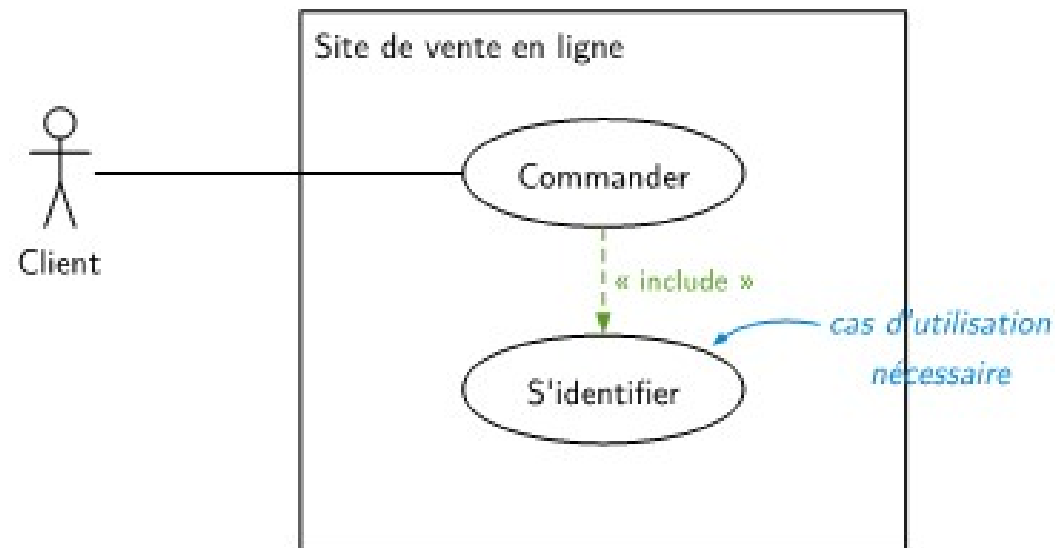 Site de vente en ligne
Commander
Client
« include »
cas d'utilisation
nécessaire
S'identifier